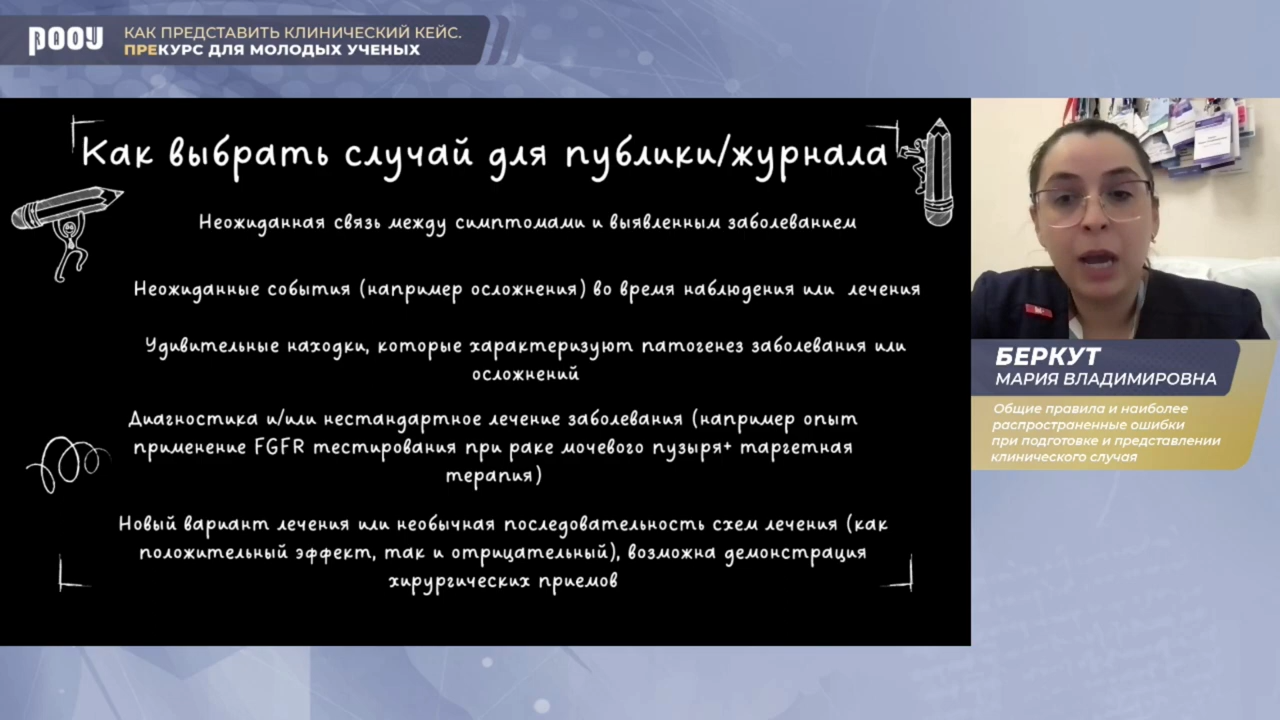 РООУ
КАК ПРЕДСТАВИТЬ КЛИНИЧЕСКИЙ КЕЙС.
ПРЕКУРС ДЛЯ МОЛОДЫХ УЧЕНЫХ
Как выбрать случай для публики/журнала
Неожиданная связь между симптомами и выявленным заболеванием
Неожиданные события (например осложнения) во время наблюдения или лечения
Удивительные находки, которые характеризуют патогенез заболевания или
осложнений
Диагностика и/или нестандартное лечение заболевания (например опыт
применение FGFR тестирования при раке мочевого пузыря+ таргетная
терапия)
Новый вариант лечения или необычная последовательность схем лечения (как
положительный эффект, так и отрицательный), возможна демонстрация
хирургических приемов
БЕРКУТ
МАРИЯ ВЛАДИМИРОВНА
Общие правила и наиболее
распространенные ошибки
при подготовке и представлении
клинического случая